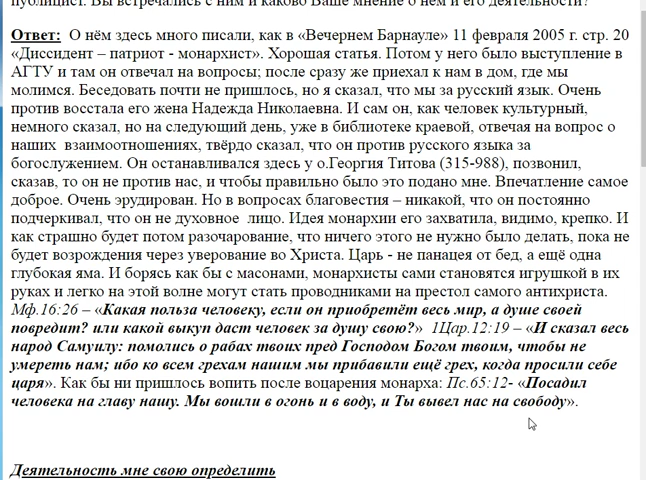 публицист. Вы встречались с ним и каково Ваше мнение о нём и его деятельности?
Ответ: О нём здесь много писали, как в «Вечернем Барнауле» 11 февраля 2005 г. стр. 20
«Диссидент – патриот - монархист». Хорошая статья. Потом у него было выступление в
АГТУ и там он отвечал на вопросы; после сразу же приехал к нам в дом, где мы
молимся. Беседовать почти не пришлось, но я сказал, что мы за русский язык. Очень
против восстала его жена Надежда Николаевна. И сам он, как человек культурный,
немного сказал, но на следующий день, уже в библиотеке краевой, отвечая на вопрос о
наших взаимоотношениях, твёрдо сказал, что он против русского языка за
богослужением. Он останавливался здесь у о.Георгия Титова (315-988), позвонил,
сказав, то он не против нас, и чтобы правильно было это подано мне. Впечатление самое
доброе. Очень эрудирован. Но в вопросах благовестия – никакой, что он постоянно
подчеркивал, что он не духовное лицо. Идея монархии его захватила, видимо, крепко. И
как страшно будет потом разочарование, что ничего этого не нужно было делать, пока не
будет возрождения через уверование во Христа. Царь - не панацея от бед, а ещё одна
глубокая яма. И борясь как бы с масонами, монархисты сами становятся игрушкой в их
руках и легко на этой волне могут стать проводниками на престол самого антихриста.
Мф.16:26 – «Какая польза человеку, если он приобретёт весь мир, а душе своей
повредит? или какой выкуп даст человек за душу свою?» 1Цар.12:19 – «И сказал весь
народ Самуилу: помолись о рабах твоих пред Господом Богом твоим, чтобы не
умереть нам; ибо ко всем грехам нашим мы прибавили ещё грех, когда просили себе
царя». Как бы ни пришлось вопить после воцарения монарха: Пс.65:12- «Посадил
человека на главу нашу. Мы вошли в огонь и в воду, и Ты вывел нас на свободу».
Деятельность мне свою определить